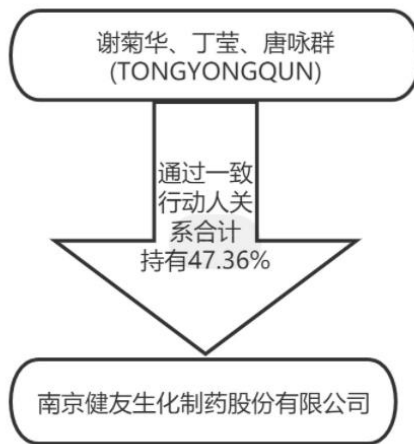 谢菊华、丁莹、唐咏群
(TONGYONGQUN)
通过一致
行动人关
系合计
持有47.36%
南京健友生化制药股份有限公司